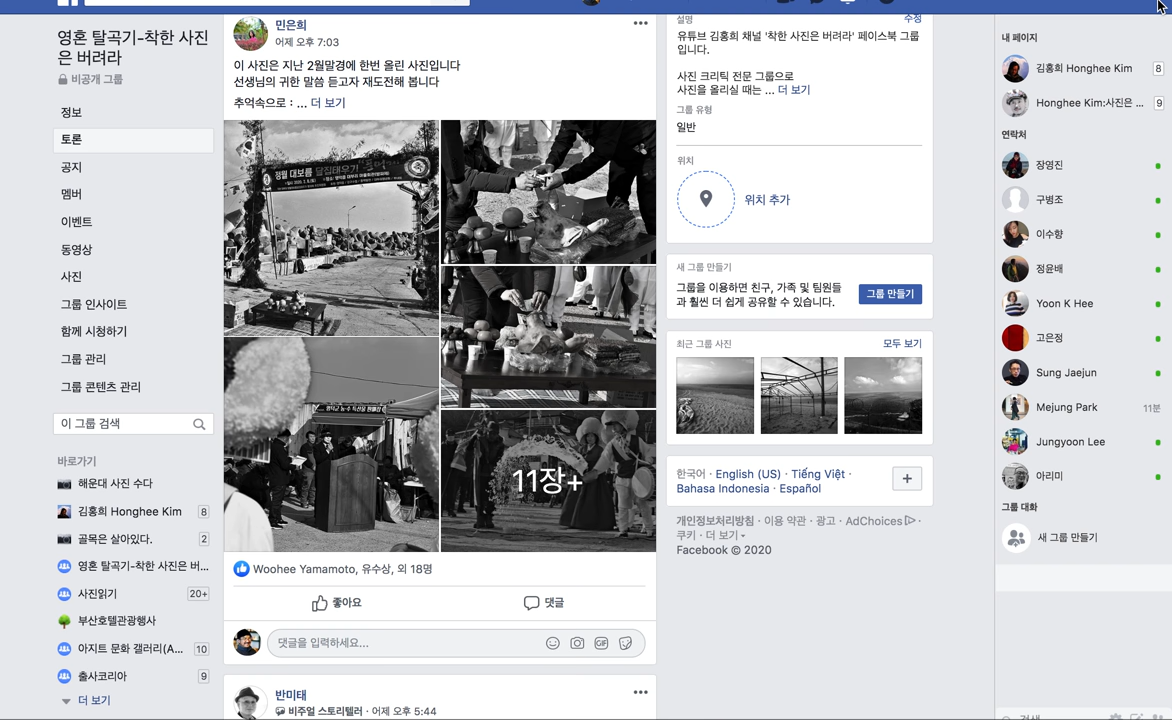 영혼 탈곡기-착한 사진
은 버려라
비공개 그룹
정보
토론
공지
멤버
이벤트
동영상
사진
그룹 인사이트
함께 시청하기
그룹 관리
그룹 콘텐츠 관리
이 그룹 검색
바로가기
해운대 사진 수다
김홍희 Honghee Kim 8
골목은 살아있다. 2
영혼 탈곡기-착한 사진은 버...
사진읽기 20+
부산호텔관광행사
아지트 문화 갤러리(A... 10
출사코리아 9
더 보기
민은희
어제 오후 7:03
이 사진은 지난 2월말경에 한번 올린 사진입니다
선생님의 귀한 말씀 듣고자 재도전해 봅니다
추억속으로 : ... 더 보기
정월 대보름 달집태우기
11장+
Woohee Yamamoto, 유수상, 외 18명
좋아요
댓글
댓글을 입력하세요...
GIF
반미태
비주얼 스토리텔러 · 어제 오후 5:44
설명
수정
유튜브 김홍희 채널 '착한 사진은 버려라' 페이스북 그룹
입니다.
사진 크리틱 전문 그룹으로
사진을 올리실 때는 ... 더 보기
그룹 유형
일반
위치
위치 추가
새 그룹 만들기
그룹을 이용하면 친구, 가족 및 팀원들
과 훨씬 더 쉽게 공유할 수 있습니다.
그룹 만들기
최근 그룹 사진
모두 보기
한국어 · English (US) · Tiếng Việt ·
Bahasa Indonesia · Español
개인정보처리방침 · 이용 약관 · 광고 · AdChoices ·
쿠키 · 더 보기
Facebook © 2020
내 페이지
김홍희 Honghee Kim 8
Honghee Kim:사진은 ... 9
연락처
장영진
구병조
이수향
정윤배
Yoon K Hee
고은정
Sung Jaejun
Mejung Park 11분
Jungyoon Lee
아리미
그룹 대화
새 그룹 만들기
검색